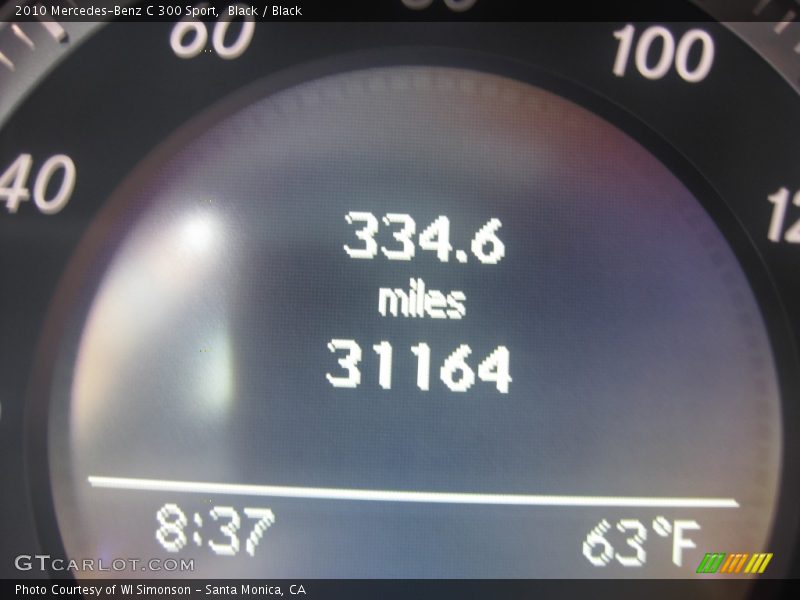 2010 Mercedes-Benz C 300 Sport, Black / Black
60
100
40
334.6
miles
31164
8:37
63°F
GTCARLOT.COM
Photo Courtesy of WI Simonson - Santa Monica, CA